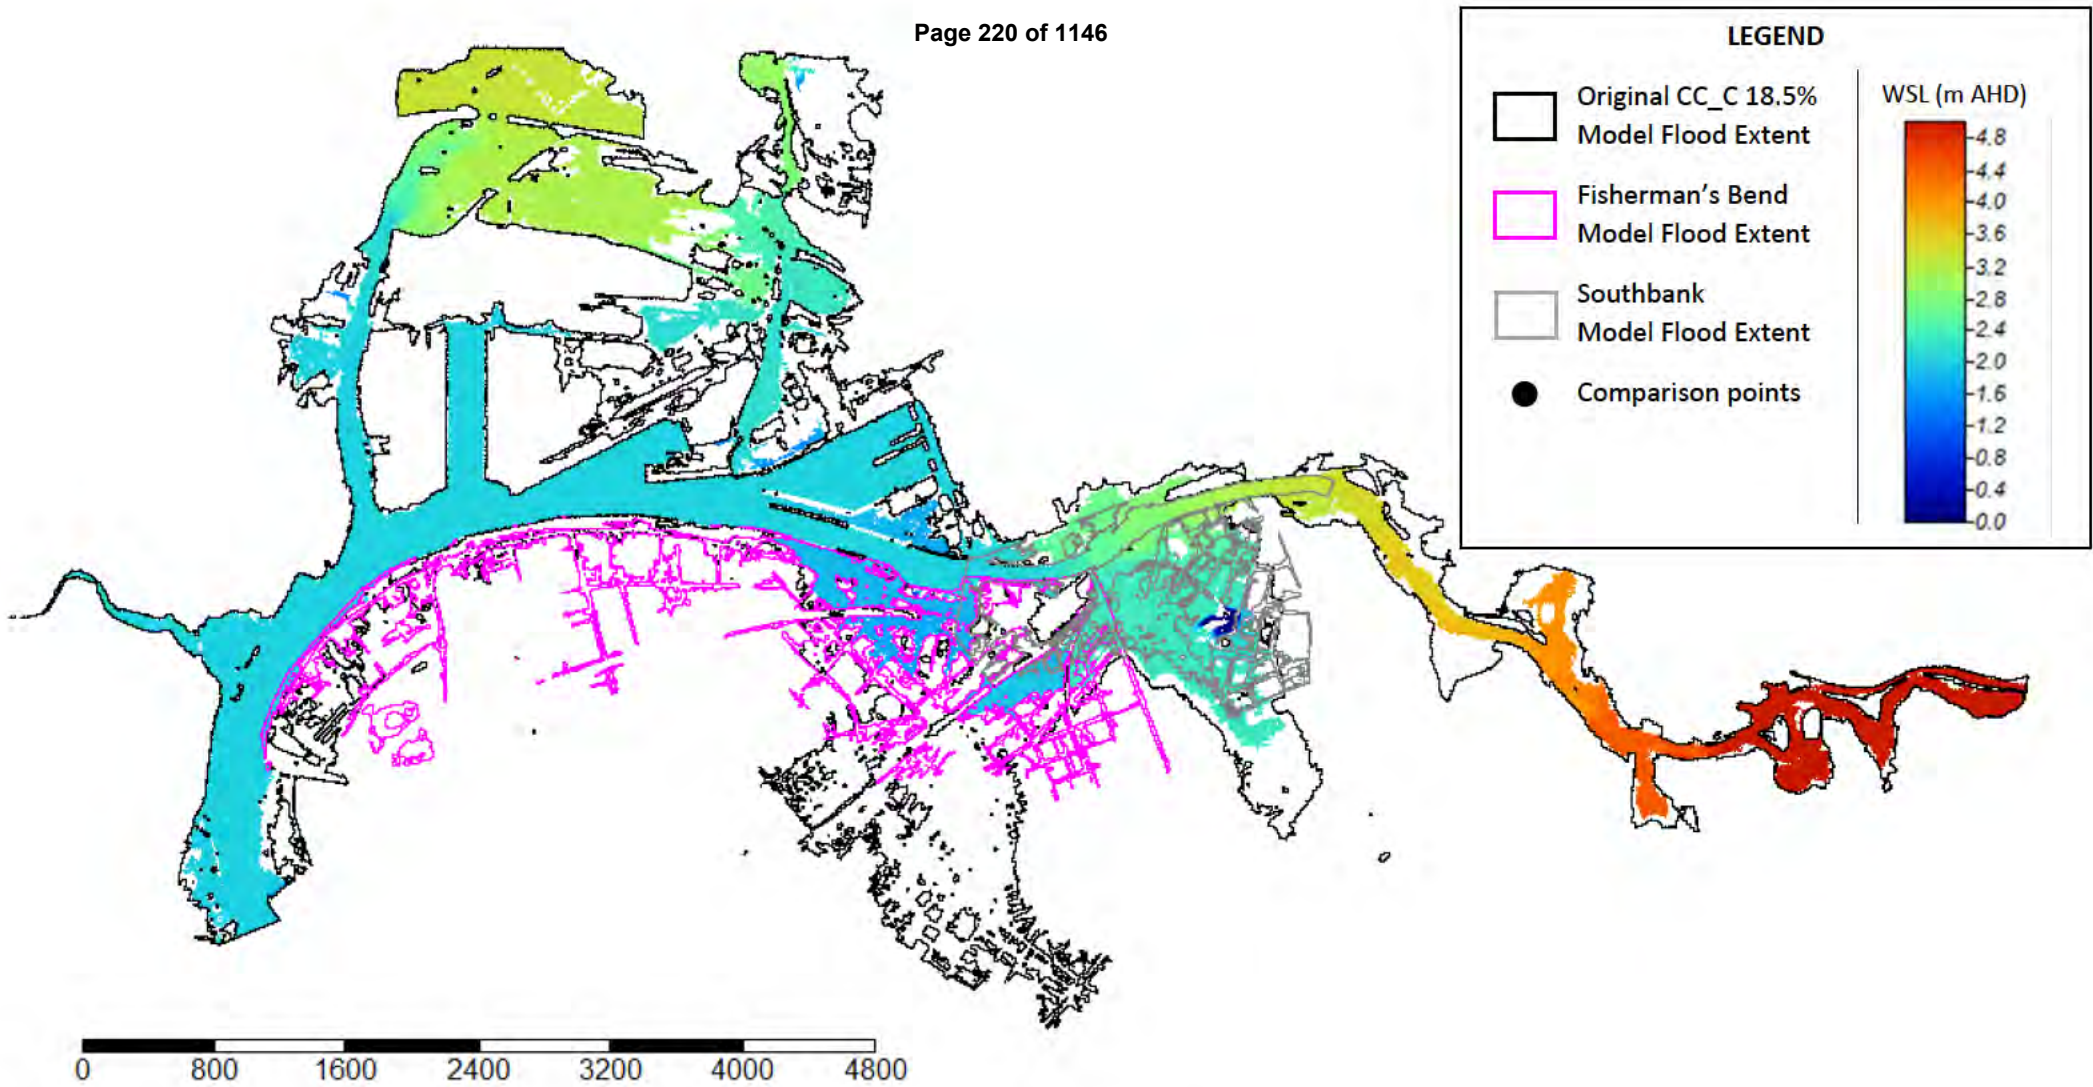 Page 220 of 1146
LEGEND
Original CC_C 18.5%
Model Flood Extent
Fisherman's Bend
Model Flood Extent
Southbank
Model Flood Extent
Comparison points
WSL (m AHD)
4.8
4.4
4.0
3.6
3.2
2.8
2.4
2.0
1.6
1.2
0.8
0.4
0.0
0 800 1600 2400 3200 4000 4800